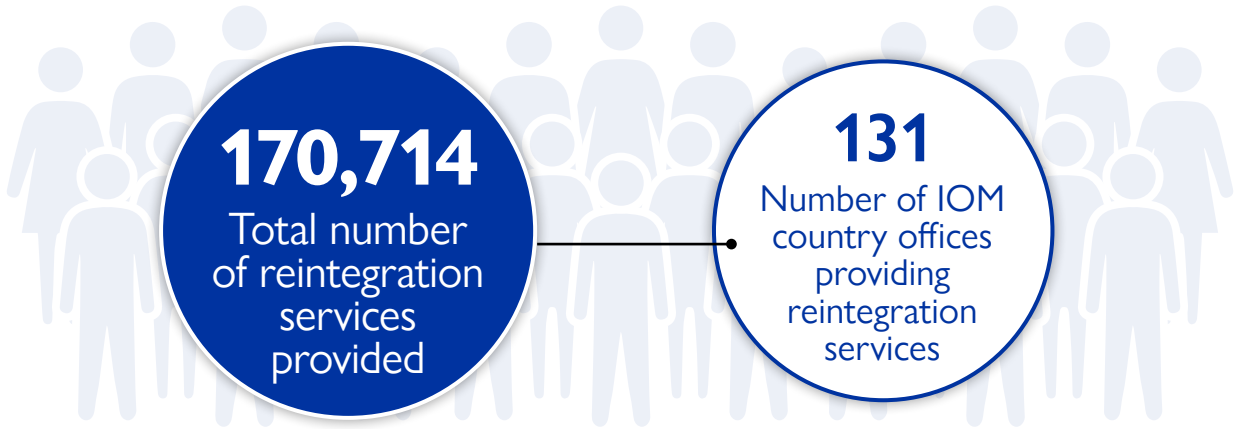 170,714
Total number
of reintegration
services
provided
131
Number of IOM
country offices
providing
reintegration
services